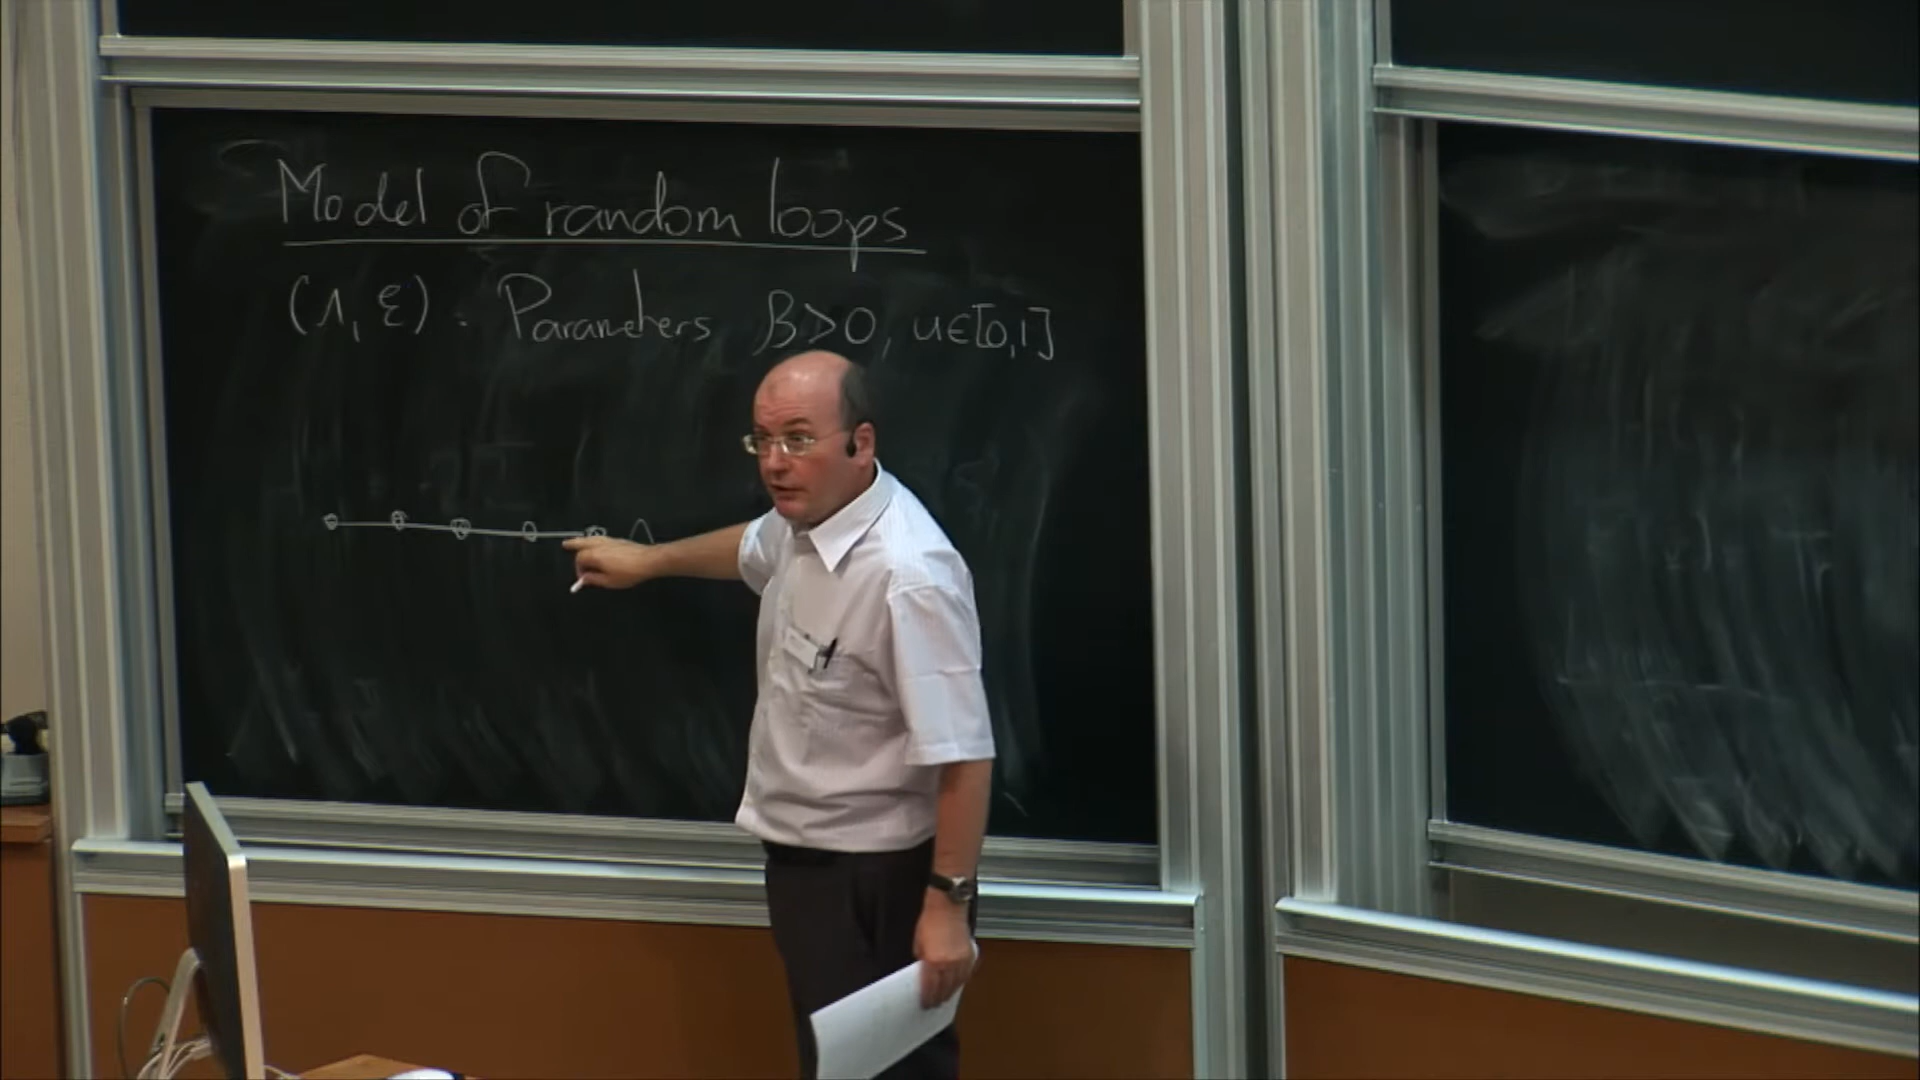 Model of random loops
(Λ, ℰ). Parameters β>0, u∈[0,1]
Λ